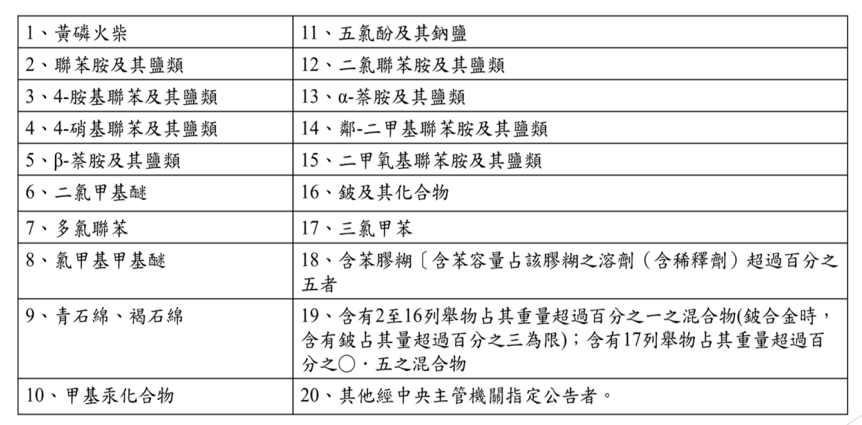 1、黃磷火柴
11、五氯酚及其鈉鹽
2、聯苯胺及其鹽類
12、二氯聯苯胺及其鹽類
3、4-胺基聯苯及其鹽類
13、α-萘胺及其鹽類
4、4-硝基聯苯及其鹽類
14、鄰-二甲基聯苯胺及其鹽類
5、β-萘胺及其鹽類
15、二甲氧基聯苯胺及其鹽類
6、二氯甲基醚
16、鈹及其化合物
7、多氯聯苯
17、三氯甲苯
8、氯甲基甲基醚
18、含苯膠糊〔含苯容量占該膠糊之溶劑（含稀釋劑）超過百分之
五者
9、青石綿、褐石綿
19、含有2至16列舉物占其重量超過百分之一之混合物(鈹合金時，
含有鈹占其量超過百分之三為限)；含有17列舉物占其重量超過百
分之○．五之混合物
10、甲基汞化合物
20、其他經中央主管機關指定公告者。